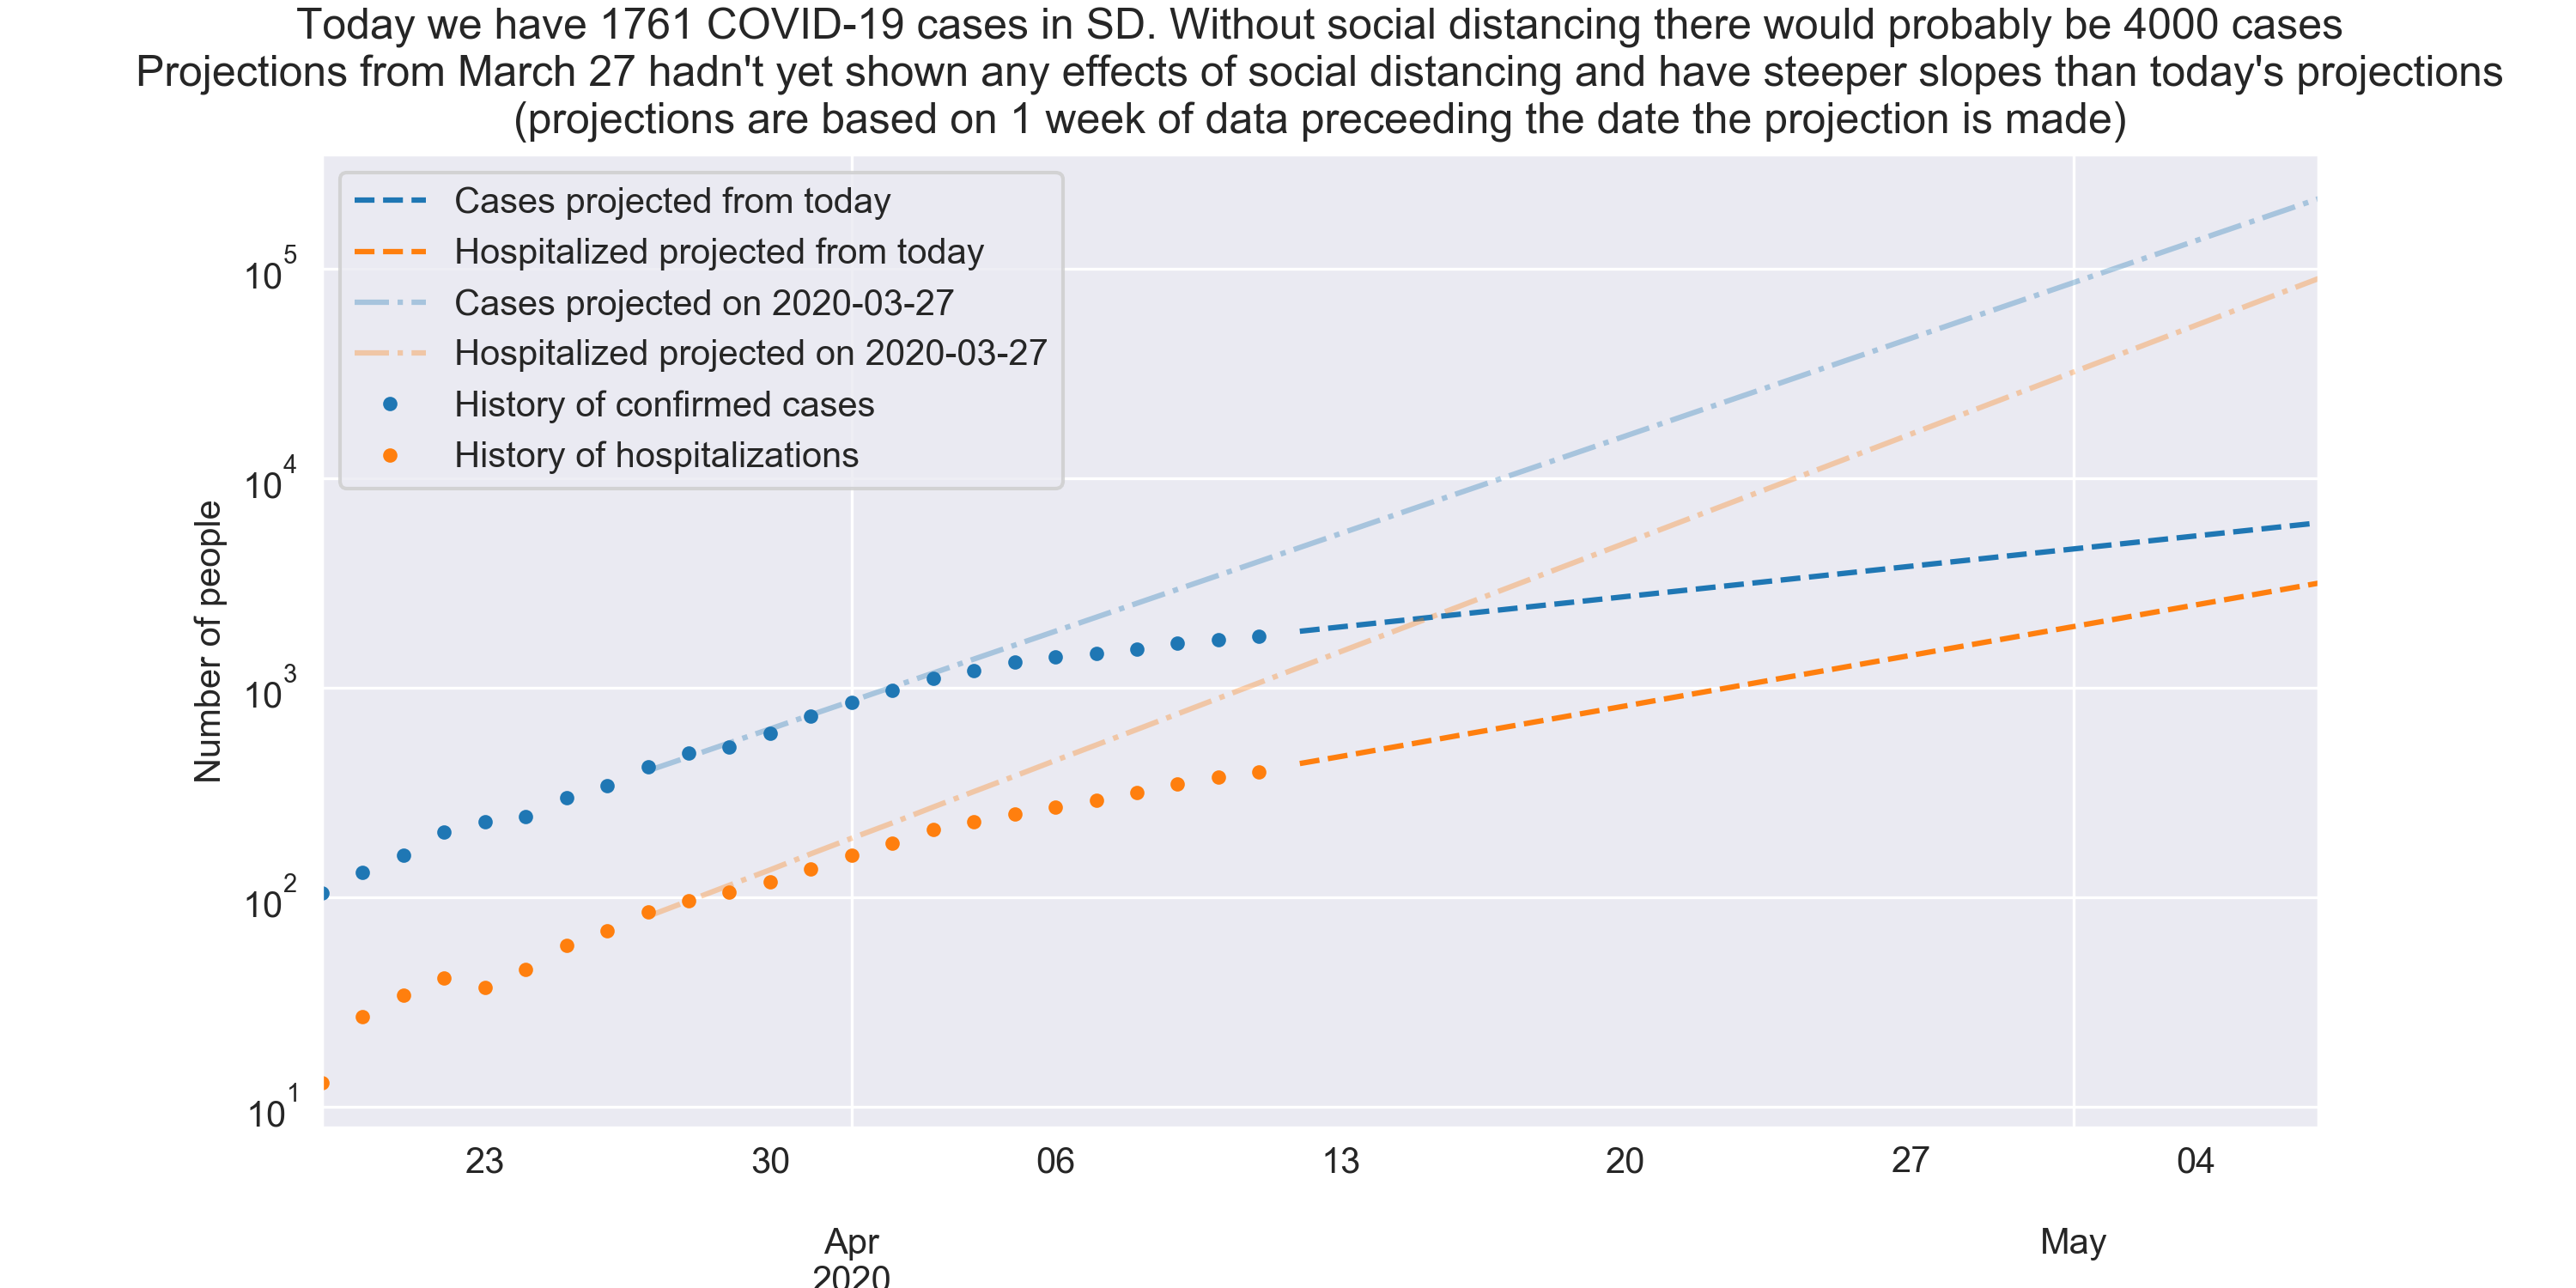 Today we have 1761 COVID-19 cases in SD. Without social distancing there would probably be 4000 cases
Projections from March 27 hadn't yet shown any effects of social distancing and have steeper slopes than today's projections
(projections are based on 1 week of data preceeding the date the projection is made)
Cases projected from today
Hospitalized projected from today
Cases projected on 2020-03-27
Hospitalized projected on 2020-03-27
History of confirmed cases
History of hospitalizations
Number of people
10^5
10^4
10^3
10^2
10^1
23 30 06 13 20 27 04
Apr May
2020